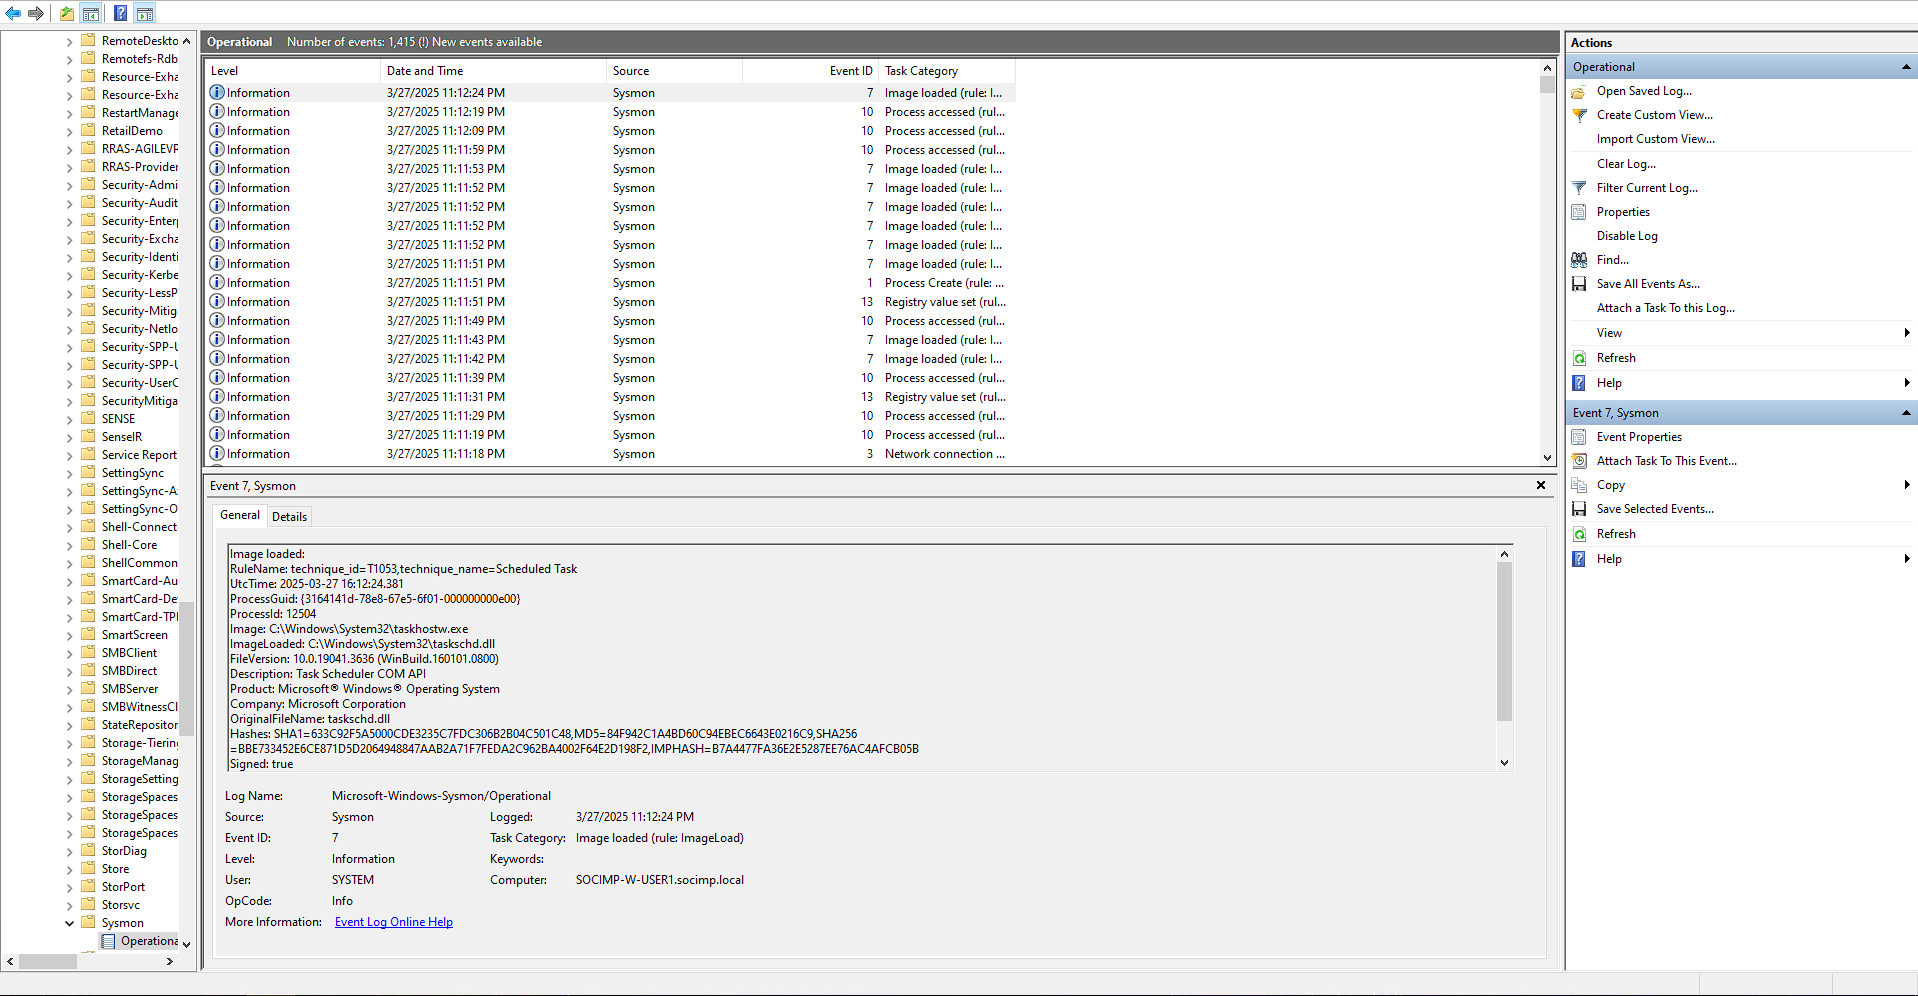 RemoteDeskto
Remotefs-Rdb
Resource-Exha
Resource-Exha
RestartManage
RetailDemo
RRAS-AGILEVP
RRAS-Provider
Security-Admi
Security-Audit
Security-Enterp
Security-Excha
Security-Identi
Security-Kerbe
Security-LessP
Security-Mitig
Security-Netlo
Security-SPP-U
Security-SPP-U
Security-UserC
SecurityMitiga
SENSE
SenseIR
Service Report
SettingSync
SettingSync-A
SettingSync-O
Shell-Connect
Shell-Core
ShellCommon
SmartCard-Au
SmartCard-De
SmartCard-TPI
SmartScreen
SMBClient
SMBDirect
SMBServer
SMBWitnessCl
StateRepositor
Storage-Tiering
StorageManag
StorageSetting
StorageSpaces
StorageSpaces
StorageSpaces
StorDiag
Store
StorPort
Storsvc
Sysmon
Operationa
Operational Number of events: 1,415 (!) New events available
Level Date and Time Source Event ID Task Category
Information 3/27/2025 11:12:24 PM Sysmon 7 Image loaded (rule: I...
Information 3/27/2025 11:12:19 PM Sysmon 10 Process accessed (rul...
Information 3/27/2025 11:12:09 PM Sysmon 10 Process accessed (rul...
Information 3/27/2025 11:11:59 PM Sysmon 10 Process accessed (rul...
Information 3/27/2025 11:11:53 PM Sysmon 7 Image loaded (rule: I...
Information 3/27/2025 11:11:52 PM Sysmon 7 Image loaded (rule: I...
Information 3/27/2025 11:11:52 PM Sysmon 7 Image loaded (rule: I...
Information 3/27/2025 11:11:52 PM Sysmon 7 Image loaded (rule: I...
Information 3/27/2025 11:11:52 PM Sysmon 7 Image loaded (rule: I...
Information 3/27/2025 11:11:51 PM Sysmon 7 Image loaded (rule: I...
Information 3/27/2025 11:11:51 PM Sysmon 1 Process Create (rule: ...
Information 3/27/2025 11:11:51 PM Sysmon 13 Registry value set (rul...
Information 3/27/2025 11:11:49 PM Sysmon 10 Process accessed (rul...
Information 3/27/2025 11:11:43 PM Sysmon 7 Image loaded (rule: I...
Information 3/27/2025 11:11:42 PM Sysmon 7 Image loaded (rule: I...
Information 3/27/2025 11:11:39 PM Sysmon 10 Process accessed (rul...
Information 3/27/2025 11:11:31 PM Sysmon 13 Registry value set (rul...
Information 3/27/2025 11:11:29 PM Sysmon 10 Process accessed (rul...
Information 3/27/2025 11:11:19 PM Sysmon 10 Process accessed (rul...
Information 3/27/2025 11:11:18 PM Sysmon 3 Network connection ...
Event 7, Sysmon
General Details
Image loaded:
RuleName: technique_id=T1053,technique_name=Scheduled Task
UtcTime: 2025-03-27 16:12:24.381
ProcessGuid: {3164141d-78e8-67e5-6f01-000000000e00}
ProcessId: 12504
Image: C:\Windows\System32\taskhostw.exe
ImageLoaded: C:\Windows\System32\taskschd.dll
FileVersion: 10.0.19041.3636 (WinBuild.160101.0800)
Description: Task Scheduler COM API
Product: Microsoft® Windows® Operating System
Company: Microsoft Corporation
OriginalFileName: taskschd.dll
Hashes: SHA1=633C92F5A5000CDE3235C7FDC306B2B04C501C48,MD5=84F942C1A4BD60C94EBEC6643E0216C9,SHA256
=BBE733452E6CE871D5D2064948847AAB2A71F7FEDA2C962BA4002F64E2D198F2,IMPHASH=B7A4477FA36E2E5287EE76AC4AFCB05B
Signed: true
Log Name: Microsoft-Windows-Sysmon/Operational
Source: Sysmon Logged: 3/27/2025 11:12:24 PM
Event ID: 7 Task Category: Image loaded (rule: ImageLoad)
Level: Information Keywords:
User: SYSTEM Computer: SOCIMP-W-USER1.socimp.local
OpCode: Info
More Information: Event Log Online Help
Actions
Operational
Open Saved Log...
Create Custom View...
Import Custom View...
Clear Log...
Filter Current Log...
Properties
Disable Log
Find...
Save All Events As...
Attach a Task To this Log...
View
Refresh
Help
Event 7, Sysmon
Event Properties
Attach Task To This Event...
Copy
Save Selected Events...
Refresh
Help